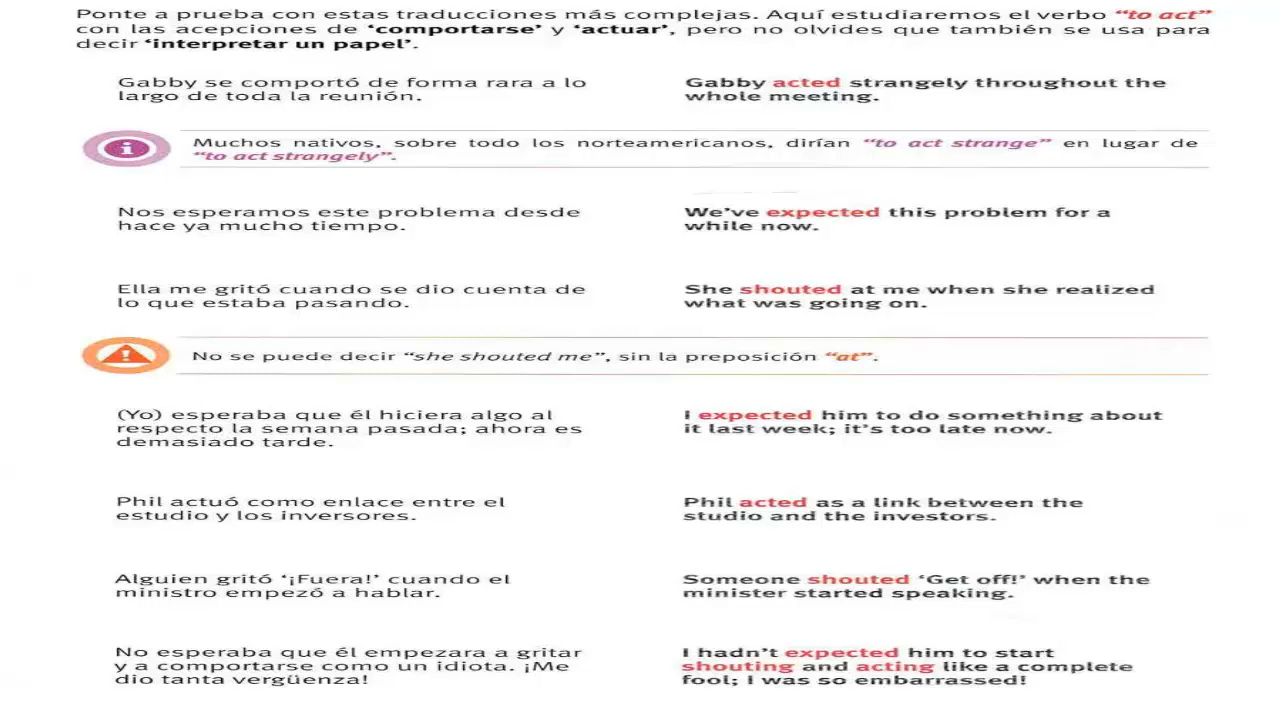 Ponte a prueba con estas traducciones más complejas. Aquí estudiaremos el verbo “to act”
con las acepciones de ‘comportarse’ y ‘actuar’, pero no olvides que también se usa para
decir ‘interpretar un papel’.
Gabby se comportó de forma rara a lo
largo de toda la reunión.
Gabby acted strangely throughout the
whole meeting.
Muchos nativos, sobre todo los norteamericanos, dirían “to act strange” en lugar de
“to act strangely”.
Nos esperamos este problema desde
hace ya mucho tiempo.
We’ve expected this problem for a
while now.
Ella me gritó cuando se dio cuenta de
lo que estaba pasando.
She shouted at me when she realized
what was going on.
No se puede decir “she shouted me”, sin la preposición “at”.
(Yo) esperaba que él hiciera algo al
respecto la semana pasada; ahora es
demasiado tarde.
I expected him to do something about
it last week; it’s too late now.
Phil actuó como enlace entre el
estudio y los inversores.
Phil acted as a link between the
studio and the investors.
Alguien gritó ‘¡Fuera!’ cuando el
ministro empezó a hablar.
Someone shouted ‘Get off!’ when the
minister started speaking.
No esperaba que él empezara a gritar
y a comportarse como un idiota. ¡Me
dio tanta vergüenza!
I hadn’t expected him to start
shouting and acting like a complete
fool; I was so embarrassed!